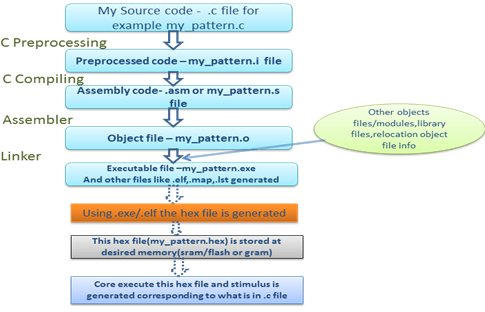 My Source code - .c file for
example my_pattern.c
C Preprocessing
Preprocessed code – my_pattern.i file
C Compiling
Assembly code- .asm or my_pattern.s
file
Assembler
Object file – my_pattern.o
Other objects
files/modules,library
files,relocation object
file info
Linker
Executable file –my_pattern.exe
And other files like .elf,.map,.lst generated
Using .exe/.elf the hex file is generated
This hex file(my_pattern.hex) is stored at
desired memory(sram/flash or gram)
Core execute this hex file and stimulus is
generated corresponding to what is in .c file